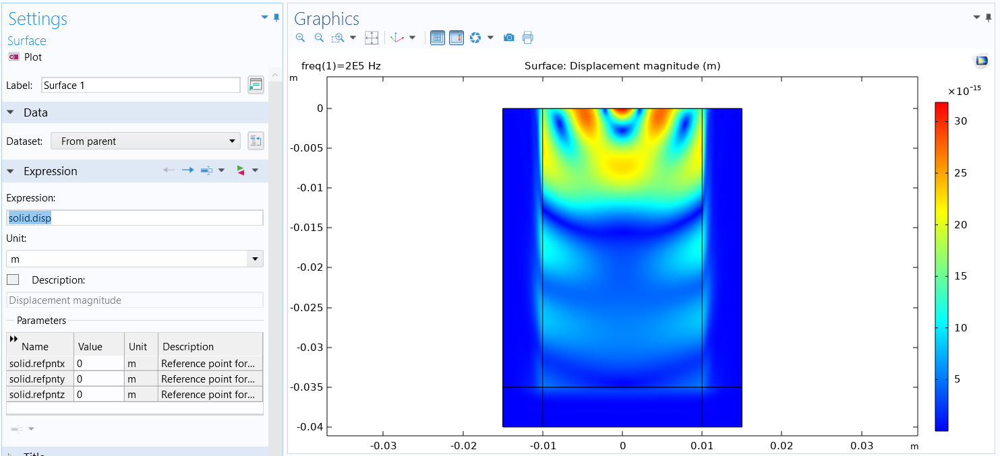 Settings
Surface
Plot
Label: Surface 1
Data
Dataset: From parent
Expression
Expression:
solid.disp
Unit:
m
Description:
Displacement magnitude
Parameters
Name Value Unit Description
solid.refpntx 0 m Reference point for...
solid.refpnty 0 m Reference point for...
solid.refpntz 0 m Reference point for...
Title
Graphics
freq(1)=2E5 Hz Surface: Displacement magnitude (m)
m
×10⁻¹⁵
0
-0.005
-0.01
-0.015
-0.02
-0.025
-0.03
-0.035
-0.04
-0.03 -0.02 -0.01 0 0.01 0.02 0.03 m
30
25
20
15
10
5